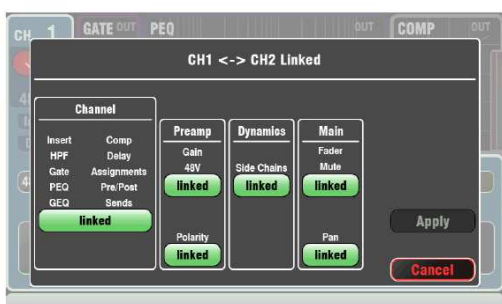 CH 1 GATE OUT PEQ OUT COMP OUT
CH1 <-> CH2 Linked
Channel
Insert Comp
HPF Delay
Gate Assignments
PEQ Pre/Post
GEQ Sends
linked
Preamp
Gain
48V
linked
Polarity
linked
Dynamics
Side Chains
linked
Main
Fader
Mute
linked
Pan
linked
Apply
Cancel